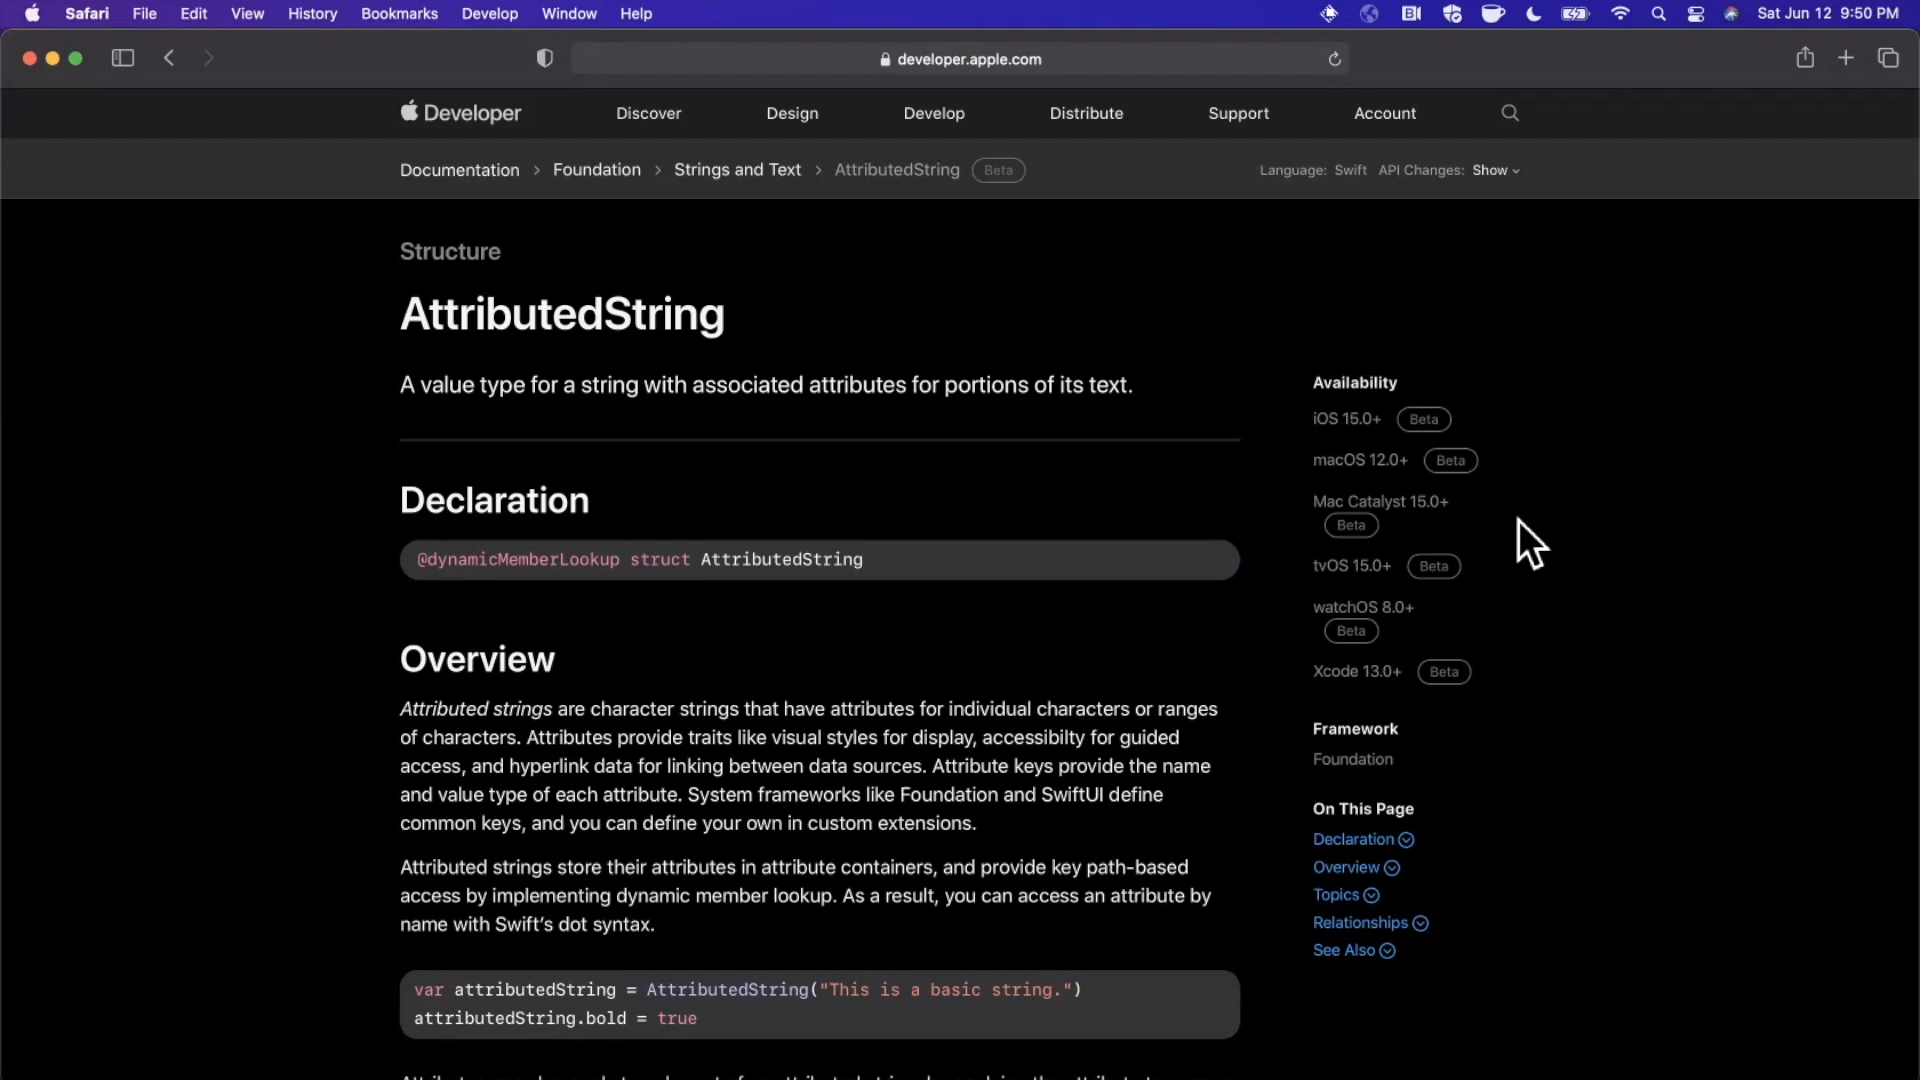 Safari File Edit View History Bookmarks Develop Window Help Sat Jun 12 9:50 PM
developer.apple.com
Developer Discover Design Develop Distribute Support Account
Documentation > Foundation > Strings and Text > AttributedString Beta Language: Swift API Changes: Show
Structure
AttributedString
A value type for a string with associated attributes for portions of its text.
Declaration
@dynamicMemberLookup struct AttributedString
Overview
Attributed strings are character strings that have attributes for individual characters or ranges
of characters. Attributes provide traits like visual styles for display, accessibilty for guided
access, and hyperlink data for linking between data sources. Attribute keys provide the name
and value type of each attribute. System frameworks like Foundation and SwiftUI define
common keys, and you can define your own in custom extensions.
Attributed strings store their attributes in attribute containers, and provide key path-based
access by implementing dynamic member lookup. As a result, you can access an attribute by
name with Swift's dot syntax.
var attributedString = AttributedString("This is a basic string.")
attributedString.bold = true
Availability
iOS 15.0+ Beta
macOS 12.0+ Beta
Mac Catalyst 15.0+
Beta
tvOS 15.0+ Beta
watchOS 8.0+
Beta
Xcode 13.0+ Beta
Framework
Foundation
On This Page
Declaration
Overview
Topics
Relationships
See Also